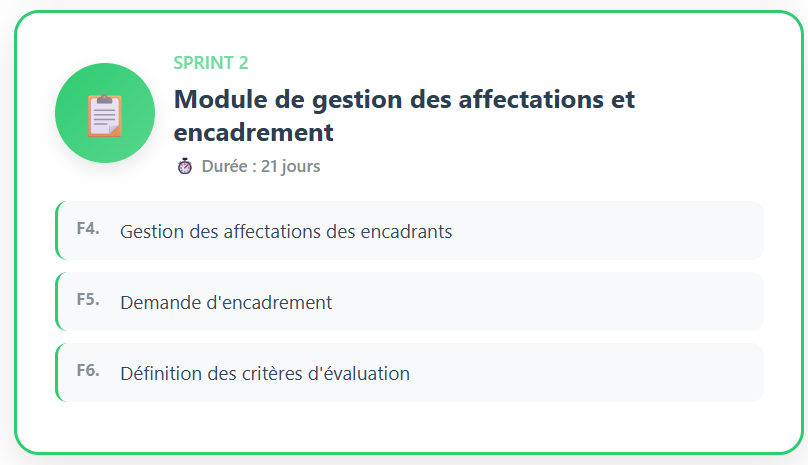 SPRINT 2
Module de gestion des affectations et
encadrement
Durée : 21 jours
F4. Gestion des affectations des encadrants
F5. Demande d'encadrement
F6. Définition des critères d'évaluation